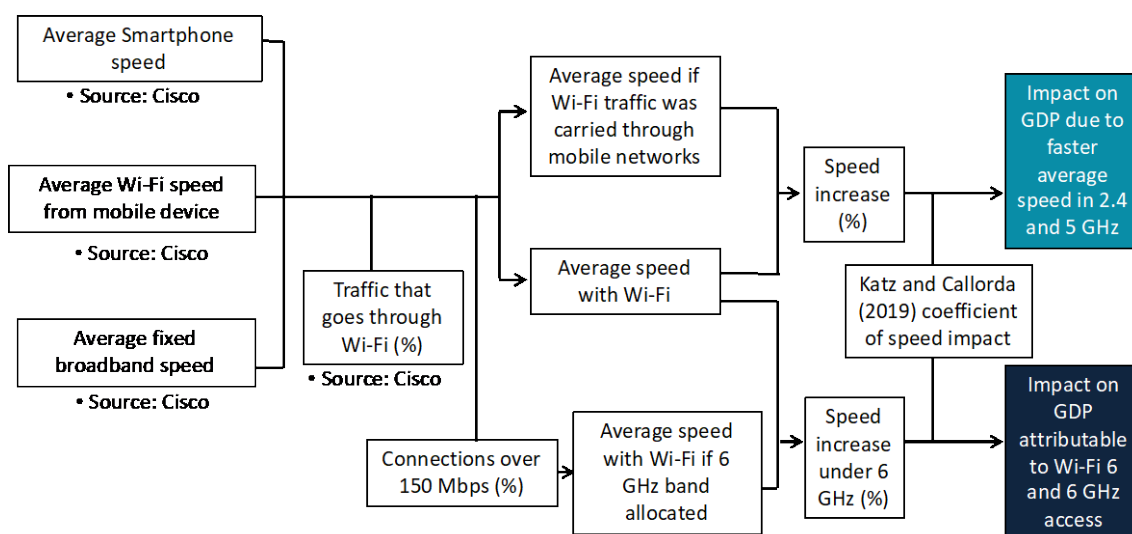 Average Smartphone
speed
• Source: Cisco
Average Wi-Fi speed
from mobile device
• Source: Cisco
Average fixed
broadband speed
• Source: Cisco
Traffic that
goes through
Wi-Fi (%)
• Source: Cisco
Connections over
150 Mbps (%)
Average speed if
Wi-Fi traffic was
carried through
mobile networks
Average speed
with Wi-Fi
Average speed
with Wi-Fi if 6
GHz band
allocated
Speed
increase
(%)
Speed
increase
under 6
GHz (%)
Impact on
GDP due to
faster
average
speed in 2.4
and 5 GHz
Katz and Callorda
(2019) coefficient
of speed impact
Impact on
GDP
attributable
to Wi-Fi 6
and 6 GHz
access